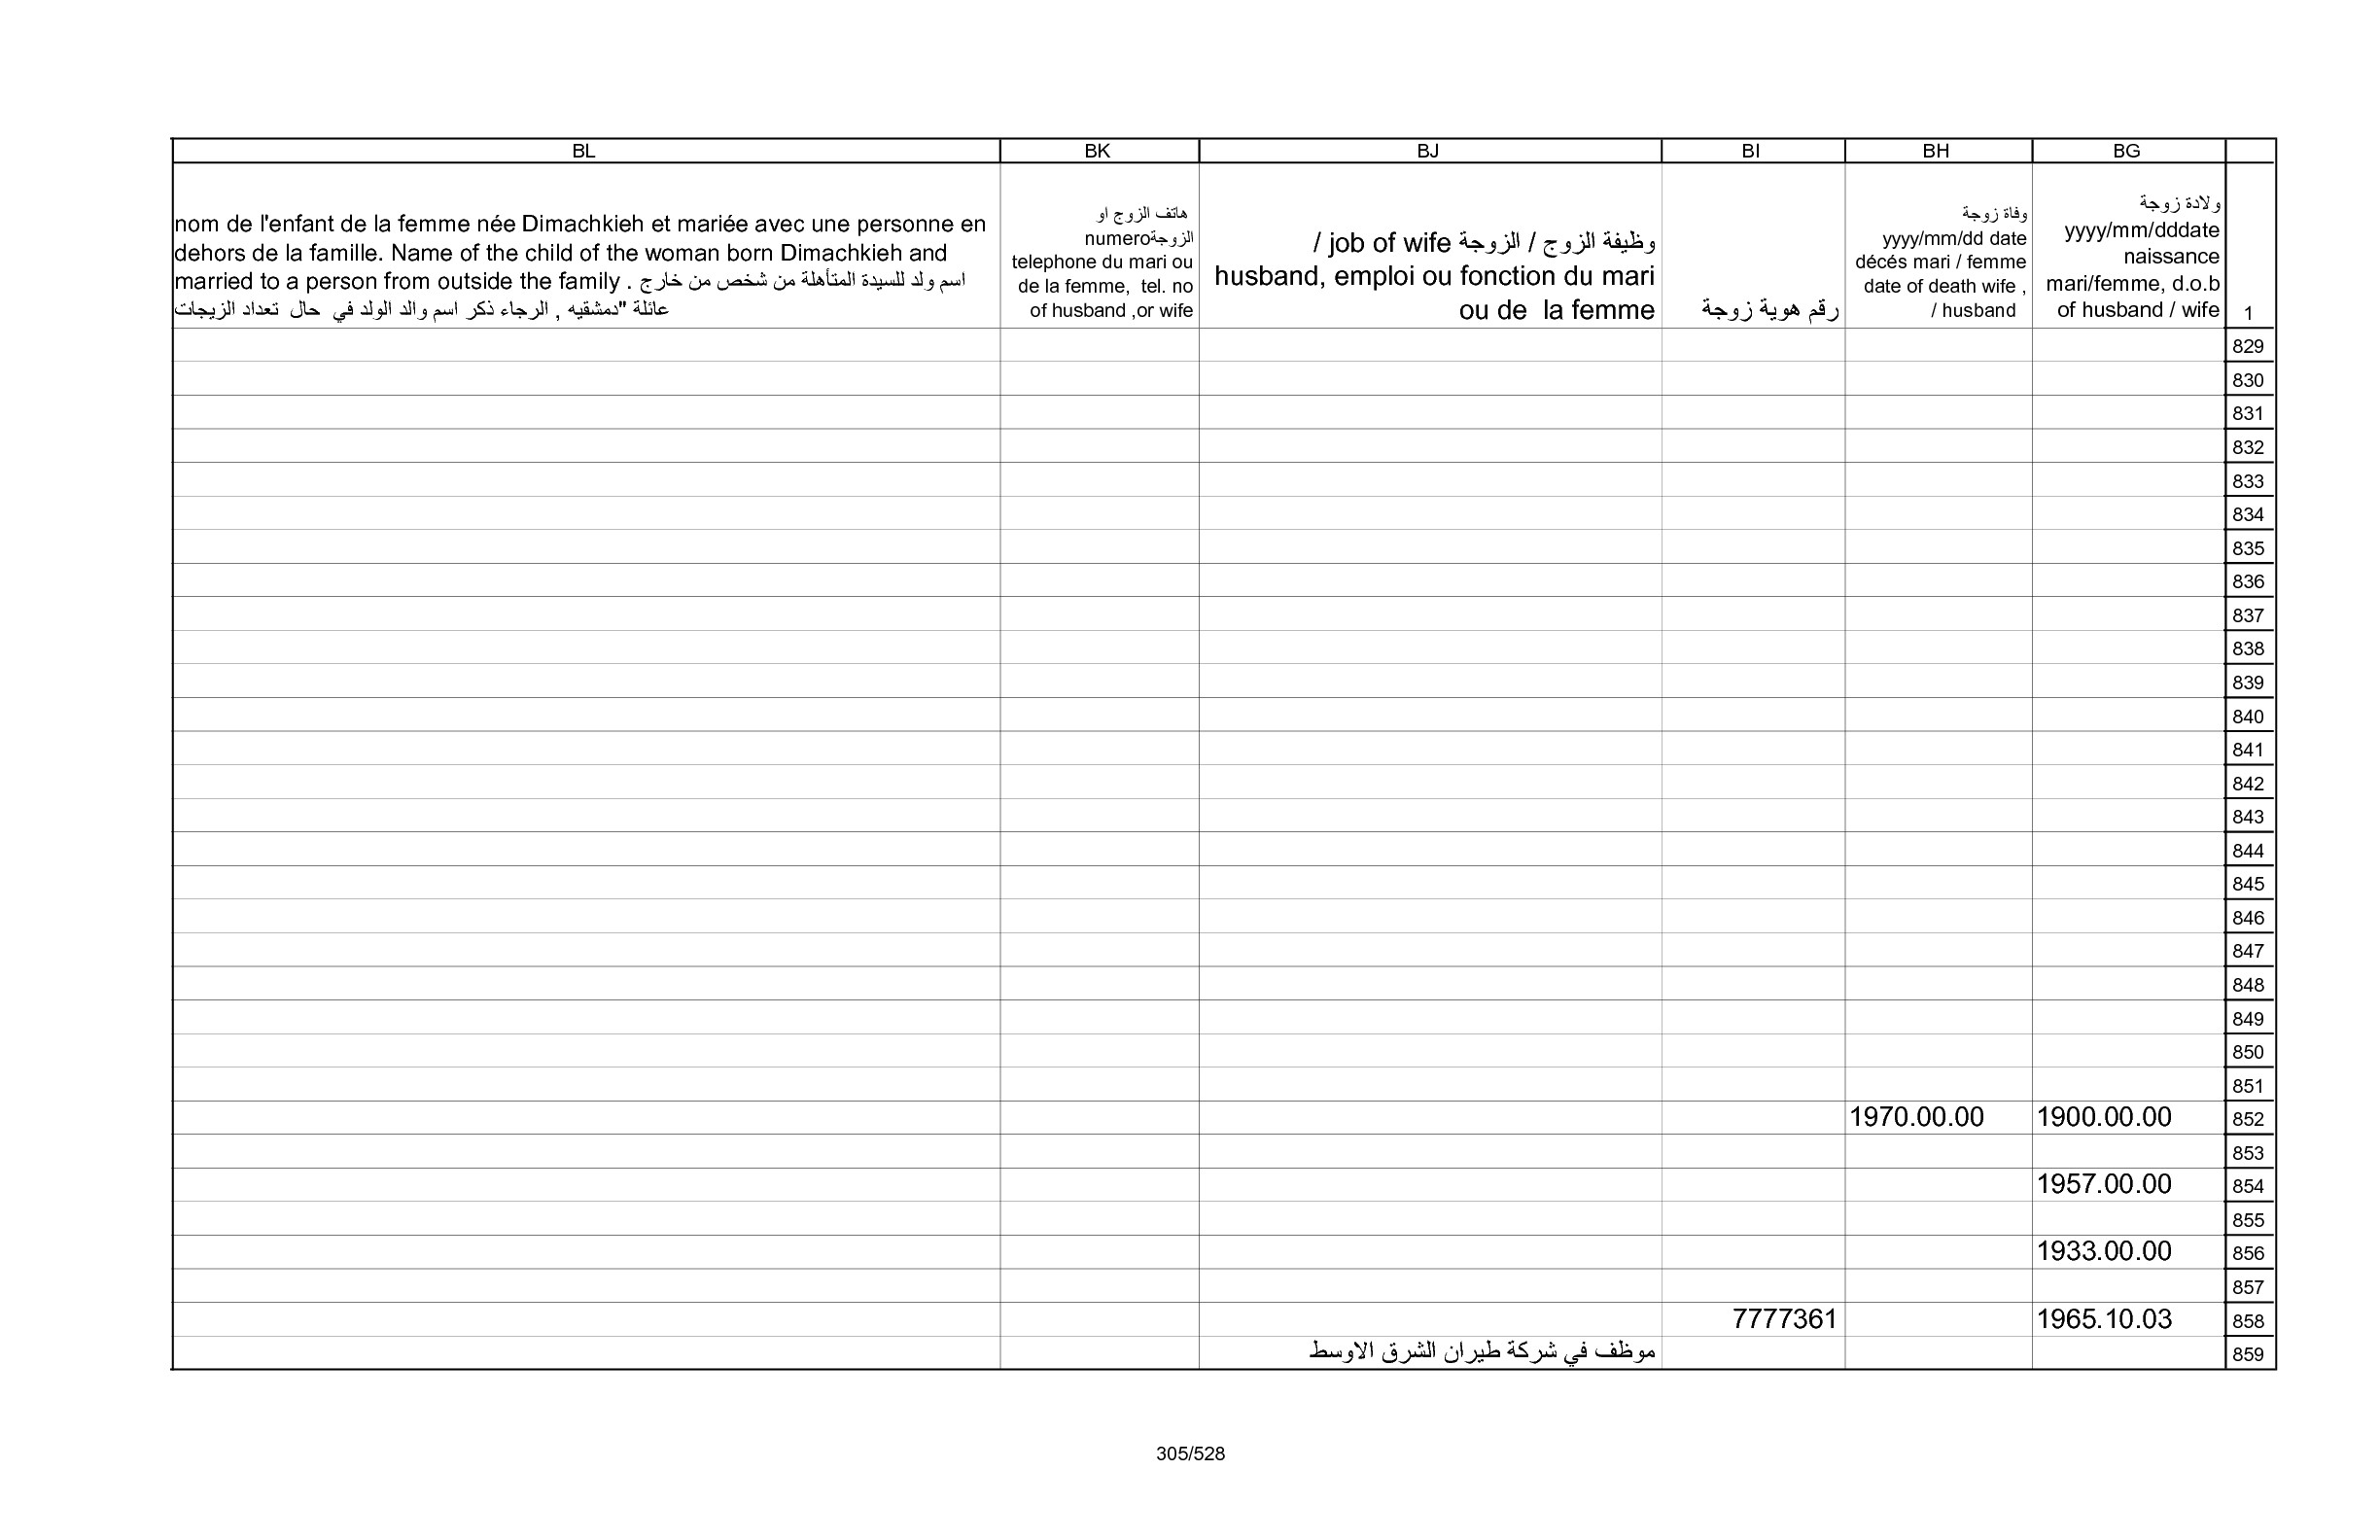 BL BK BJ BI BH BG
nom de l'enfant de la femme née Dimachkieh et mariée avec une personne en
dehors de la famille. Name of the child of the woman born Dimachkieh and
married to a person from outside the family . اسم ولد للسيدة المتأهلة من شخص من خارج
عائلة "دمشقيه , الرجاء ذكر اسم والد الولد في حال تعداد الزيجات
هاتف الزوج او
الزوجةnumero
telephone du mari ou
de la femme, tel. no
of husband ,or wife
وظيفة الزوج / الزوجة job of wife /
husband, emploi ou fonction du mari
ou de la femme
رقم هوية زوجة
وفاة زوجة
yyyy/mm/dd date
décés mari / femme
date of death wife ,
/ husband
ولادة زوجة
yyyy/mm/dddate
naissance
mari/femme, d.o.b
of husband / wife
1
829
830
831
832
833
834
835
836
837
838
839
840
841
842
843
844
845
846
847
848
849
850
851
1970.00.00 1900.00.00 852
853
1957.00.00 854
855
1933.00.00 856
857
7777361 1965.10.03 858
موظف في شركة طيران الشرق الاوسط 859
305/528